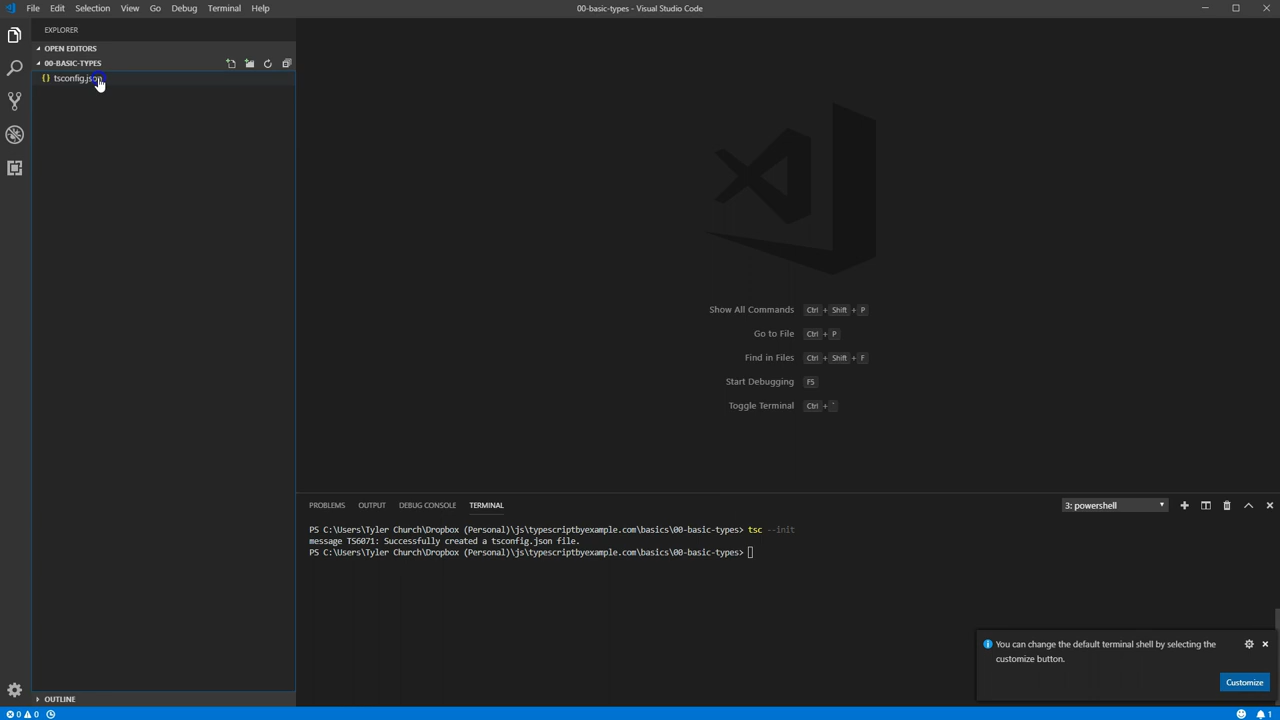 File Edit Selection View Go Debug Terminal Help
00-basic-types - Visual Studio Code
EXPLORER
OPEN EDITORS
00-BASIC-TYPES
{ } tsconfig.json
Show All Commands Ctrl + Shift + P
Go to File Ctrl + P
Find in Files Ctrl + Shift + F
Start Debugging F5
Toggle Terminal Ctrl + `
PROBLEMS OUTPUT DEBUG CONSOLE TERMINAL
3: powershell
PS C:\Users\Tyler Church\Dropbox (Personal)\js\typescriptbyexample.com\basics\00-basic-types> tsc --init
message TS6071: Successfully created a tsconfig.json file.
PS C:\Users\Tyler Church\Dropbox (Personal)\js\typescriptbyexample.com\basics\00-basic-types>
You can change the default terminal shell by selecting the
customize button.
Customize
OUTLINE
0 0
1